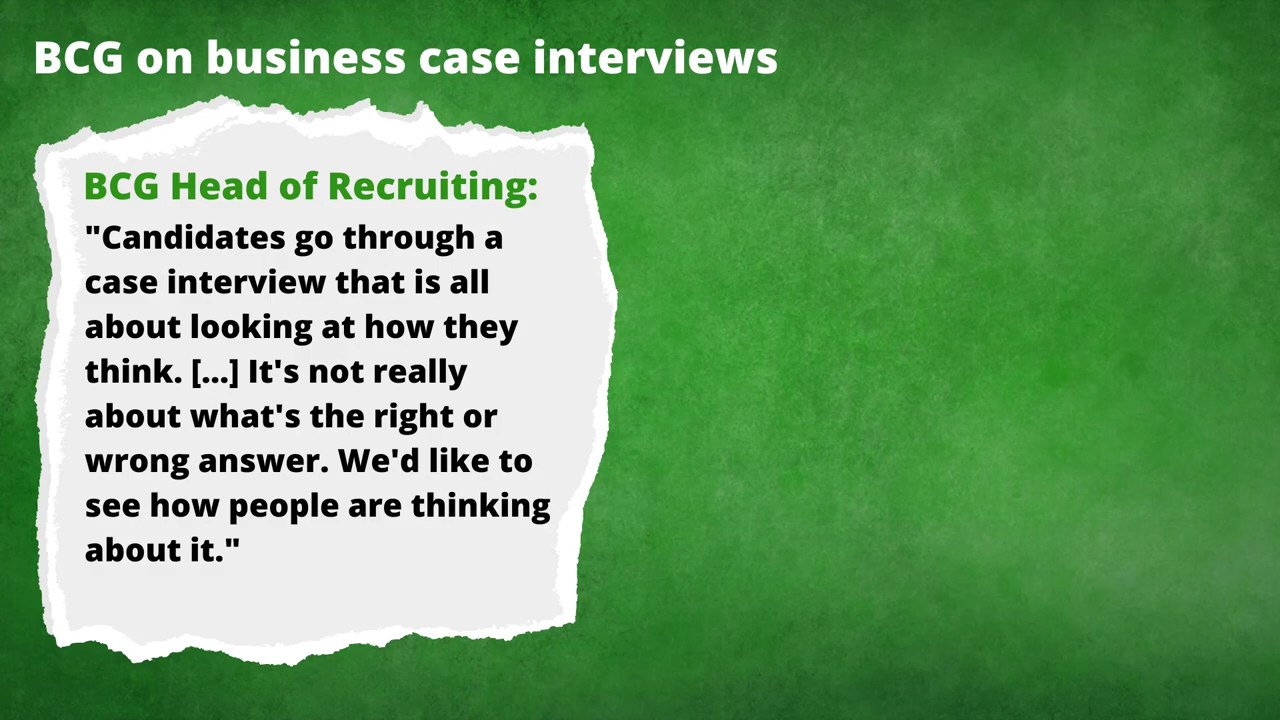 BCG on business case interviews
BCG Head of Recruiting:
"Candidates go through a
case interview that is all
about looking at how they
think. [...] It's not really
about what's the right or
wrong answer. We'd like to
see how people are thinking
about it."